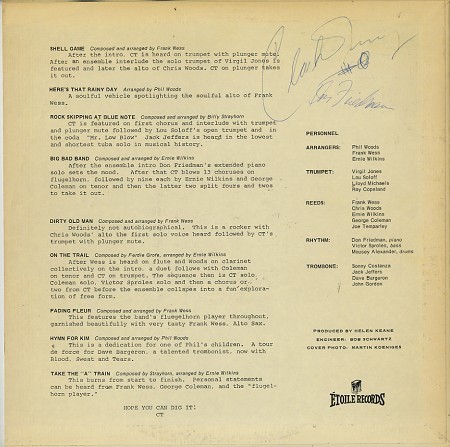 SHELL GAME Composed and arranged by Frank Wess
After the intro, CT is heard on trumpet with plunger mute.
After an ensemble interlude the solo trumpet of Virgil Jones is
featured and later the alto of Chris Woods. CT on plunger takes
it out.
HERE'S THAT RAINY DAY Arranged by Phil Woods
A soulful vehicle spotlighting the soulful alto of Frank
Wess.
ROCK SKIPPING AT BLUE NOTE Composed and arranged by Billy Strayhorn
CT is featured on first chorus and interlude with trumpet
and plunger mute followed by Lou Soloff's open trumpet and in
the coda "Mr. Low Blow" Jack Jeffers is heard in the lowest
and shortest tuba solo in musical history.
BIG BAD BAND Composed and arranged by Ernie Wilkins
After the ensemble intro Don Friedman's extended piano
solo sets the mood. After that CT blows 13 choruses on
flugelhorn, followed by nine each by Ernie Wilkins and George
Coleman on tenor and then the latter two split fours and twos
to take it out.
DIRTY OLD MAN Composed and arranged by Frank Wess
Definitely not autobiographical. This is a rocker with
Chris Woods' alto the first solo voice heard followed by CT's
trumpet with plunger mute.
ON THE TRAIL Composed by Ferdie Grofe, arranged by Ernie Wilkins
After Wess is heard on flute and Woods on clarinet
collectively on the intro. a duet follows with Coleman
on tenor and CT on trumpet. The sequence then is CT solo,
Coleman solo, Victor Sproles solo and then a chorus or
two from CT before the ensemble collapses into a fun explora-
tion of free form.
FADING FLEUR Composed and arranged by Frank Wess
This features the band's fluegelhorn player throughout,
garnished beautifully with very tasty Frank Wess. Alto Sax.
HYMN FOR KIM Composed and arranged by Phil Woods
This is a dedication for one of Phil's children. A tour
de force for Dave Bargeron. a talented trombonist, now with
Blood, Sweat and Tears.
TAKE THE "A" TRAIN Composed by Strayhorn, arranged by Ernie Wilkins
This burns from start to finish. Personal statements
can be heard from Frank Wess. George Coleman, and the "flugel-
horn player."
HOPE YOU CAN DIG IT!
CT
Clark Terry
Don Friedman
PERSONNEL
ARRANGERS: Phil Woods
Frank Wess
Ernie Wilkins
TRUMPET: Virgil Jones
Lou Soloff
Lloyd Michaels
Ray Copeland
REEDS: Frank Wess
Chris Woods
Ernie Wilkins
George Coleman
Joe Temparley
RHYTHM: Don Friedman, piano
Victor Sproles, bass
Mousey Alexander, drums
TROMBONE: Sonny Costanza
Jack Jeffers
Dave Bargeron
John Gordon
PRODUCED BY HELEN KEANE
ENGINEER: BOB SCHWARTZ
COVER PHOTO: MARTIN KOENIGES
ETOILE RECORDS